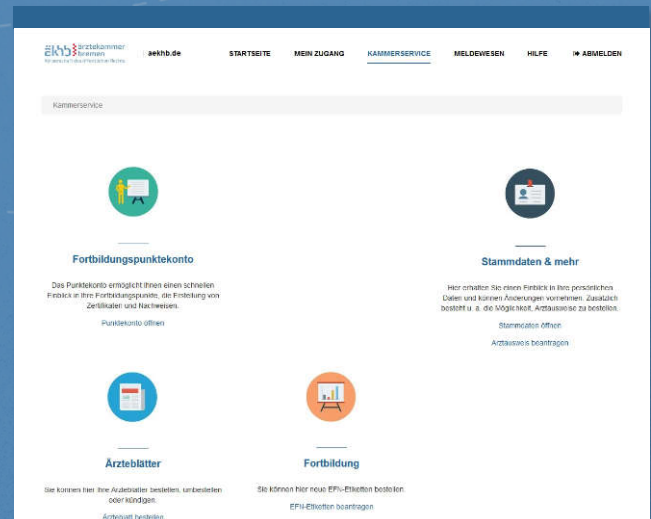 ärztekammer
bremen
aekhb.de
STARTSEITE
MEIN ZUGANG
KAMMERSERVICE
MELDEWESEN
HILFE
ABMELDEN
Kammerservice
Fortbildungspunktekonto
Das Punktekonto ermöglicht Ihnen einen schnellen
Einblick in Ihre Fortbildungspunkte, die Erstellung von
Zertifikaten und Nachweisen.
Punktekonto öffnen
Stammdaten & mehr
Hier erhalten Sie einen Einblick in Ihre persönlichen
Daten und können Änderungen vornehmen. Zusätzlich
besteht u. a. die Möglichkeit, Arztausweise zu bestellen.
Stammdaten öffnen
Arztausweis beantragen
Ärzteblätter
Sie können hier Ihre Ärzteblätter bestellen, umbestellen
oder kündigen.
Ärzteblatt bestellen
Fortbildung
Sie können hier neue EFN-Etiketten bestellen
EFN-Etiketten beantragen